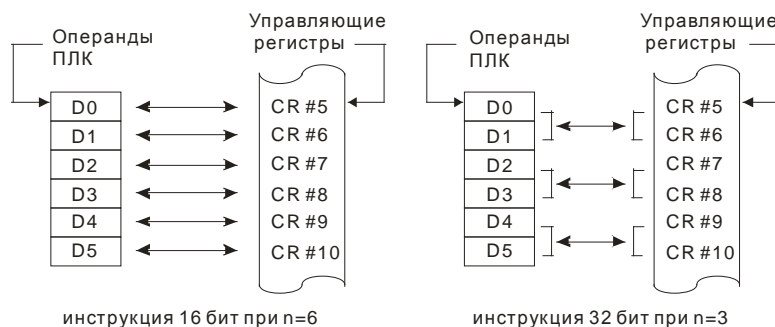 Операнды
ПЛК
Управляющие
регистры
D0
D1
D2
D3
D4
D5
CR #5
CR #6
CR #7
CR #8
CR #9
CR #10
инструкция 16 бит при n=6
Операнды
ПЛК
Управляющие
регистры
D0
D1
D2
D3
D4
D5
CR #5
CR #6
CR #7
CR #8
CR #9
CR #10
инструкция 32 бит при n=3